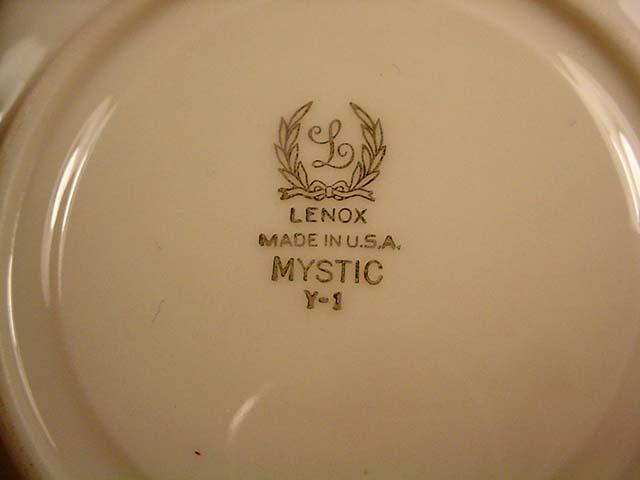 L
LENOX
MADE IN U.S.A.
MYSTIC
Y-1